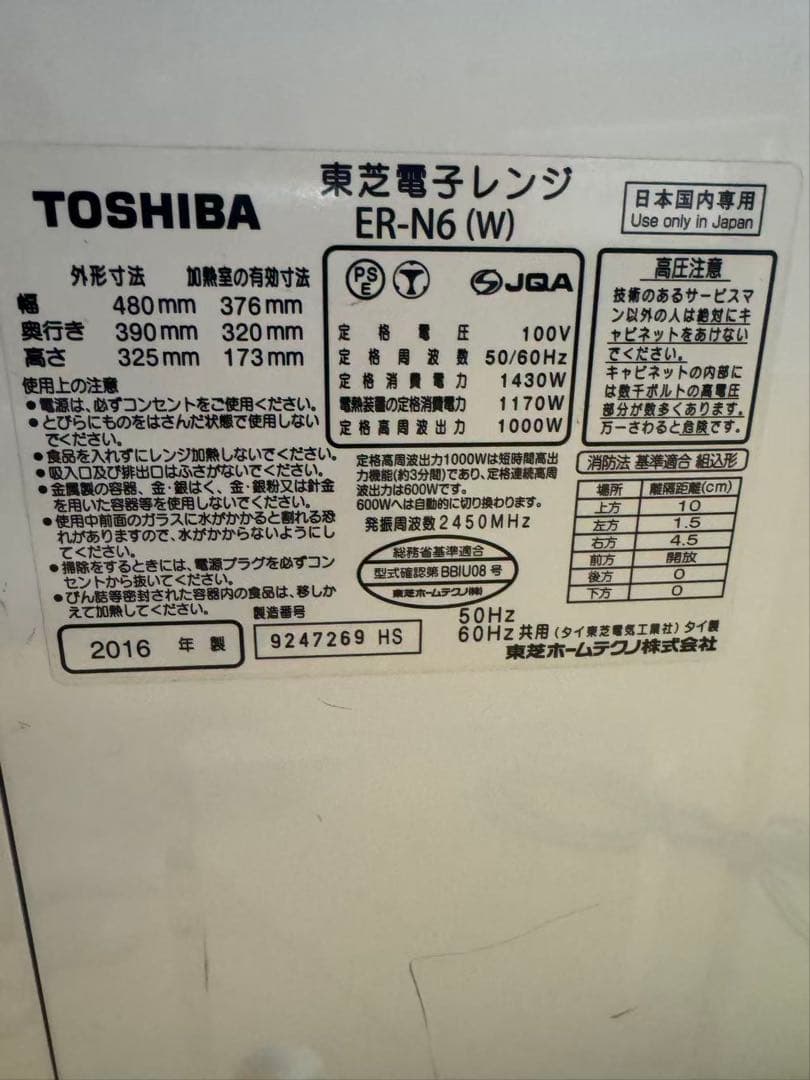 東芝電子レンジ
TOSHIBA
ER-N6 (W)
日本国内専用
Use only in Japan
外形寸法 加熱室の有効寸法
幅 480mm 376mm
奥行き 390mm 320mm
高さ 325mm 173mm
使用上の注意
●電源は、必ずコンセントをご使用ください。
●とびらにものをはさんだ状態で使用しない
でください。
●食品を入れずにレンジ加熱しないでください。
●吸入口及び排出口はふさがないでください。
●金属製の容器、金・銀はく、金・銀粉又は針金
を用いた容器等を使用しないでください。
●使用中前面のガラスに水がかかると割れる恐
れがありますので、水がかからないようにし
てください。
●掃除をするときには、電源プラグを必ずコン
セントから抜いてください。
●びん詰等密封された容器内の食品は、移しか
えて加熱してください。
PSE JQA
定格電圧 100V
定格周波数 50/60Hz
定格消費電力 1430W
電熱装置の定格消費電力 1170W
定格高周波出力 1000W
定格高周波出力1000Wは短時間高出
力機能(約3分間)であり、定格連続高周
波出力は600Wです。
600Wへは自動的に切り換わります。
発振周波数2450MHz
総務省基準適合
型式確認第BBIU08号
東芝ホームテクノ(株)
高圧注意
技術のあるサービスマ
ン以外の人は絶対にキ
ャビネットをあけない
でください。
キャビネットの内部に
は数千ボルトの高電圧
部分が数多くあります。
万一さわると危険です。
消防法 基準適合 組込形
場所 離隔距離(cm)
上方 10
左方 1.5
右方 4.5
前方 開放
後方 0
下方 0
製造番号
2016 年 製
9247269 HS
50Hz
60Hz 共用 (タイ東芝電気工業社) タイ製
東芝ホームテクノ株式会社